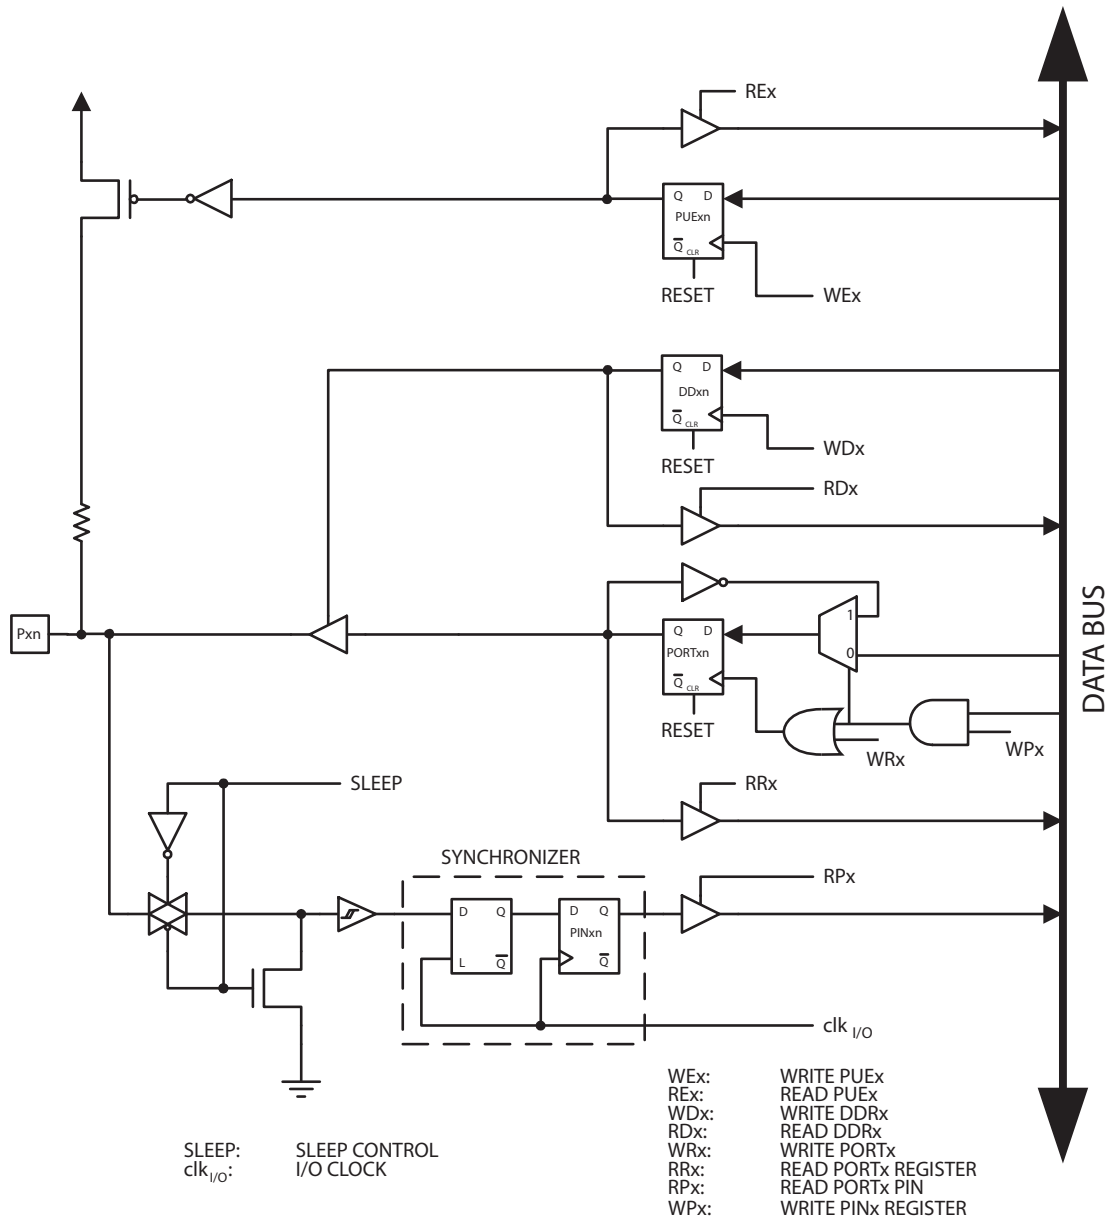 REx
Q D
PUExn
Q CLR
RESET
WEx
Q D
DDxn
Q CLR
RESET
WDx
RDx
DATA BUS
1
Pxn
Q D
PORTxn
0
Q CLR
RESET
WRx
WPx
SLEEP
RRx
SYNCHRONIZER
RPx
D Q
D Q
PINxn
L Q
Q
clk I/O
WEx: WRITE PUEx
REx: READ PUEx
WDx: WRITE DDRx
RDx: READ DDRx
WRx: WRITE PORTx
RRx: READ PORTx REGISTER
RPx: READ PORTx PIN
WPx: WRITE PINx REGISTER
SLEEP: SLEEP CONTROL
clk I/O: I/O CLOCK